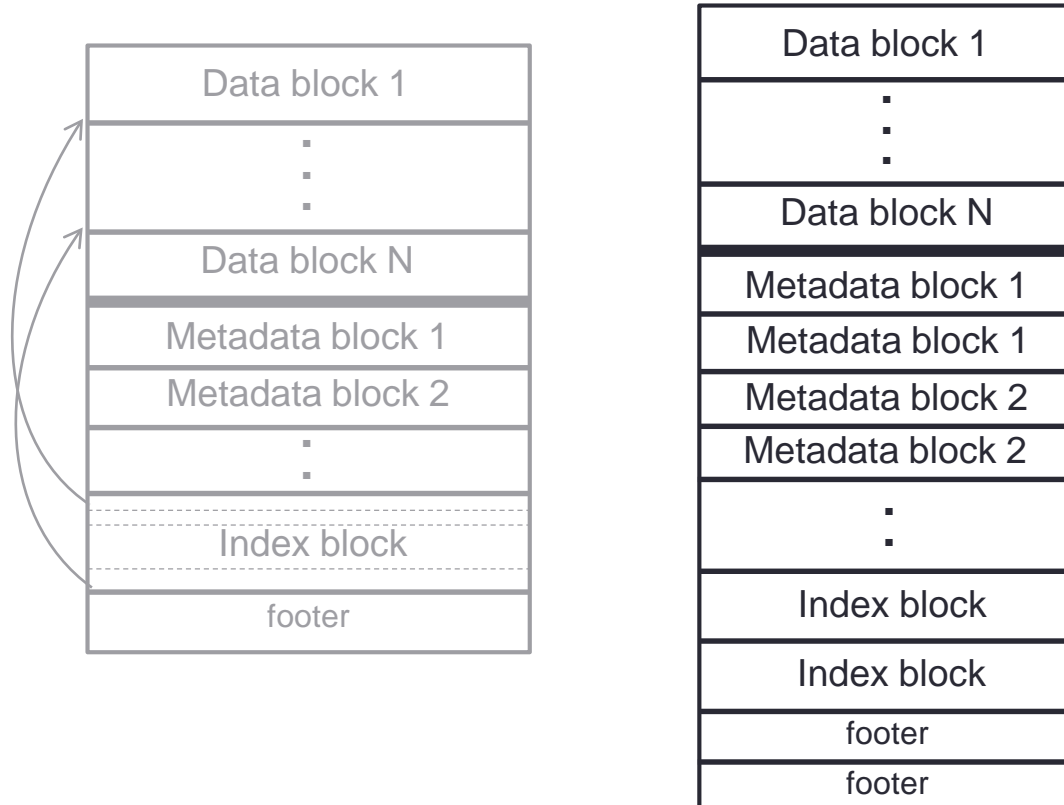 Data block 1
Data block N
Metadata block 1
Metadata block 2
Index block
footer
Data block 1
Data block N
Metadata block 1
Metadata block 1
Metadata block 2
Metadata block 2
Index block
Index block
footer
footer